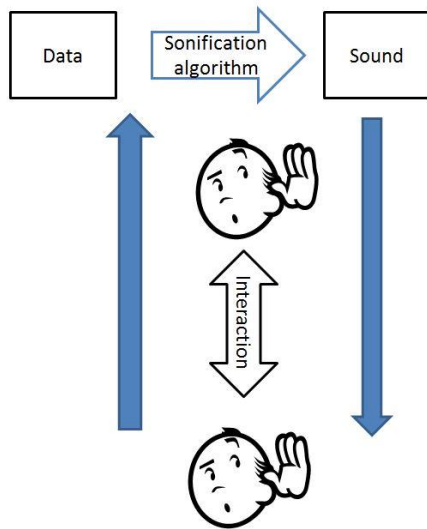 Data
Sonification
algorithm
Sound
Interaction